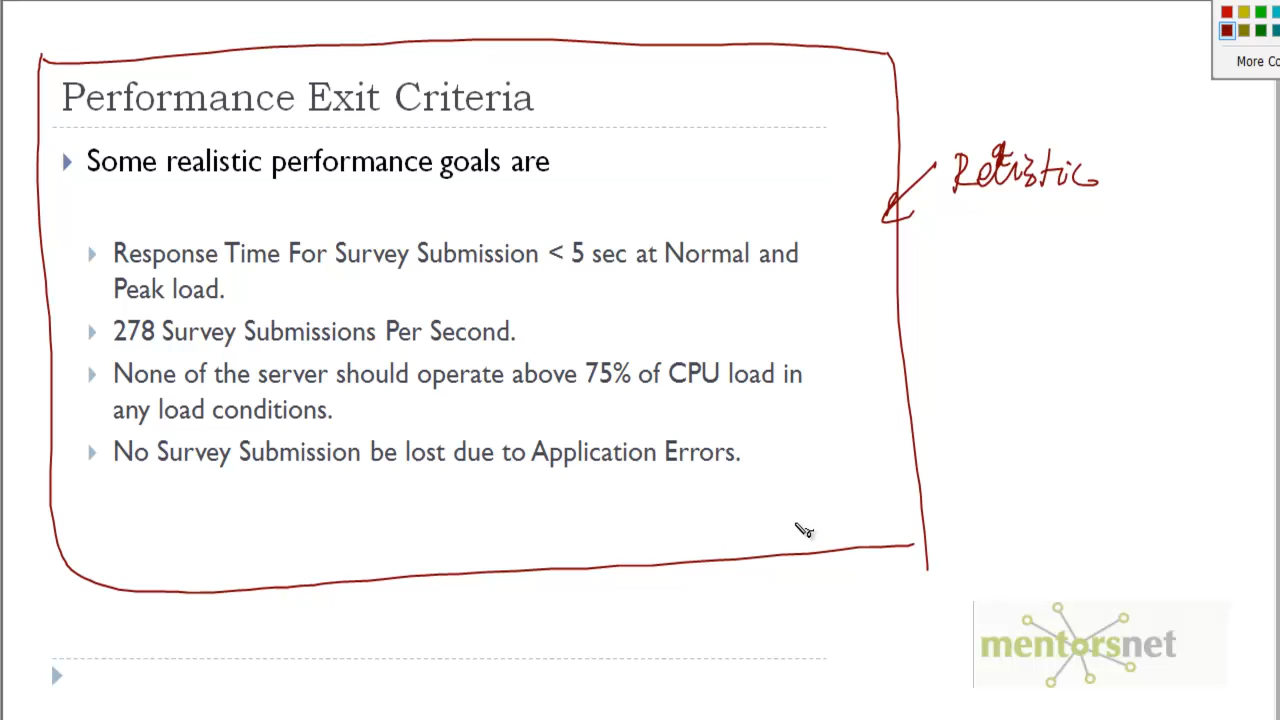 More Co
Performance Exit Criteria
Some realistic performance goals are
Response Time For Survey Submission < 5 sec at Normal and
Peak load.
278 Survey Submissions Per Second.
None of the server should operate above 75% of CPU load in
any load conditions.
No Survey Submission be lost due to Application Errors.
mentorsnet